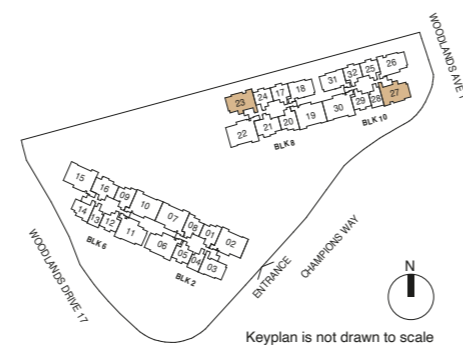 WOODLANDS AVE 1
31 32 25 26
23 24 17 18
22 21 20 19 30 29 28 27
BLK 8
BLK 10
15 16 09 10 07 08 01 02
14 13 12 11 06 05 04 03
BLK 6
BLK 2
WOODLANDS DRIVE 17
ENTRANCE
CHAMPIONS WAY
N
Keyplan is not drawn to scale